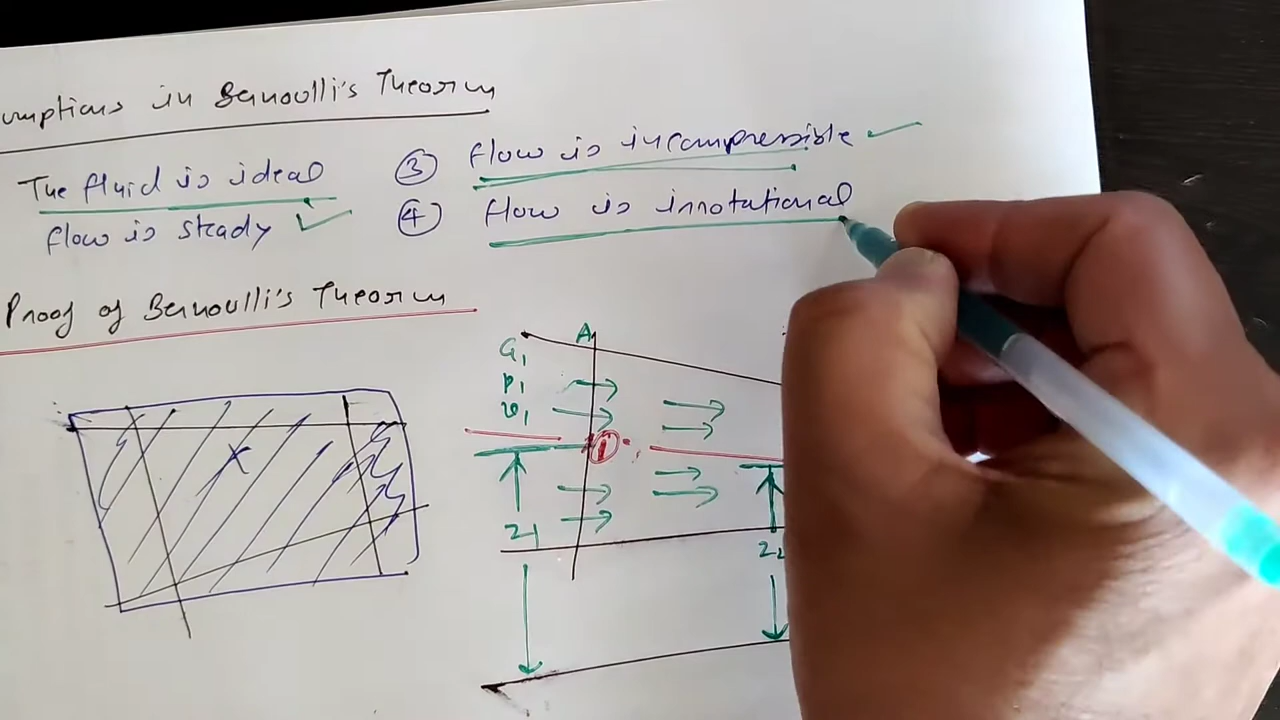 umptions in Bernoulli's Theorem
The fluid is ideal
flow is steady
③ flow is incompressible
④ flow is irrotational
Proof of Bernoulli's Theorem
A
a₁
p₁
v₁
1
z₁
z₂